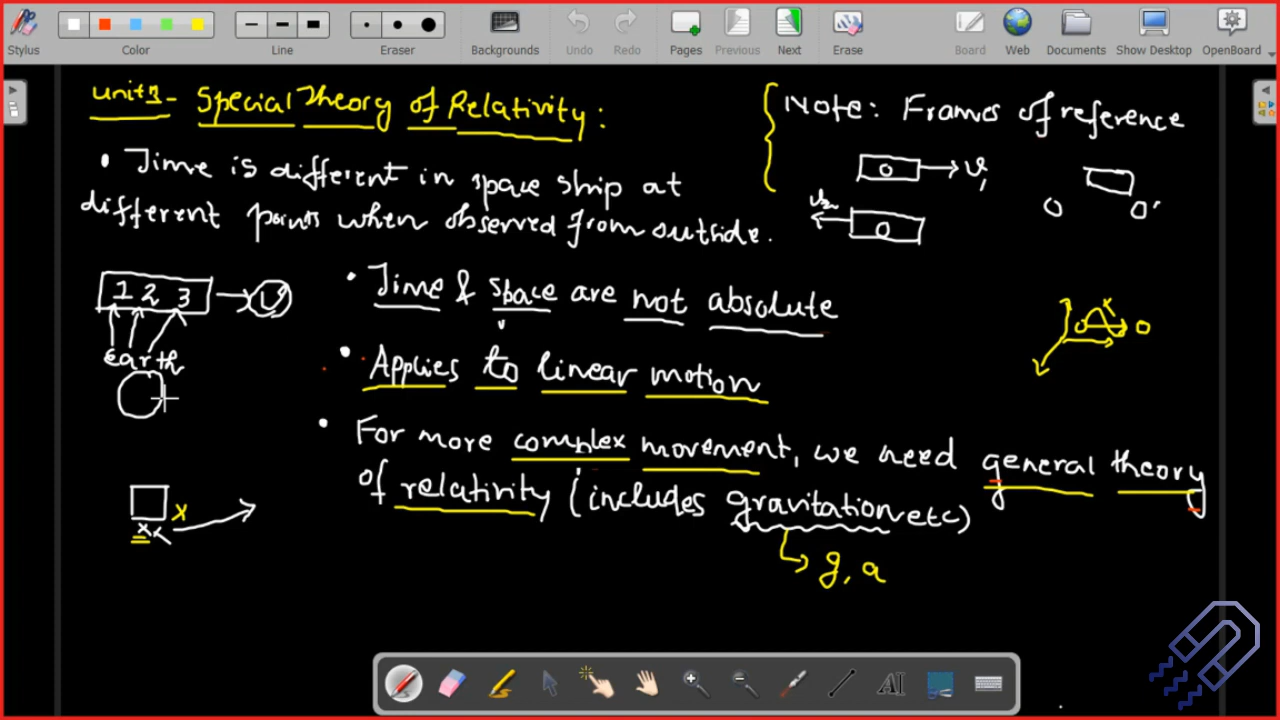 Stylus
Color
Line
Eraser
Backgrounds
Undo
Redo
Pages
Previous
Next
Erase
Board
Web
Documents
Show Desktop
OpenBoard
Unit 1 - Special Theory of Relativity:
• Time is different in space ship at
different points when observed from outside.
Note: Frames of reference
O → v₁
v₂ ← O
O O'
1 2 3 → v
earth
• Time & space are not absolute
O
• Applies to linear motion
• For more complex movement, we need general theory
of relativity (includes gravitation etc)
g, a
x
x
AI